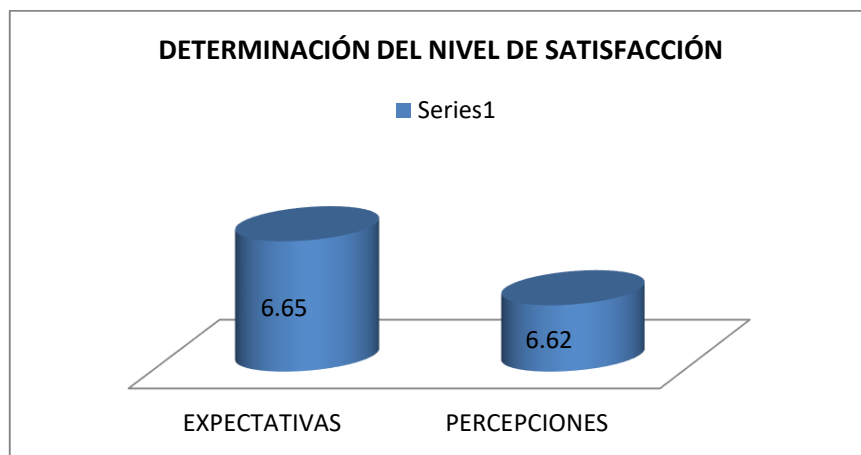 DETERMINACIÓN DEL NIVEL DE SATISFACCIÓN
Series1
6.65
6.62
EXPECTATIVAS
PERCEPCIONES